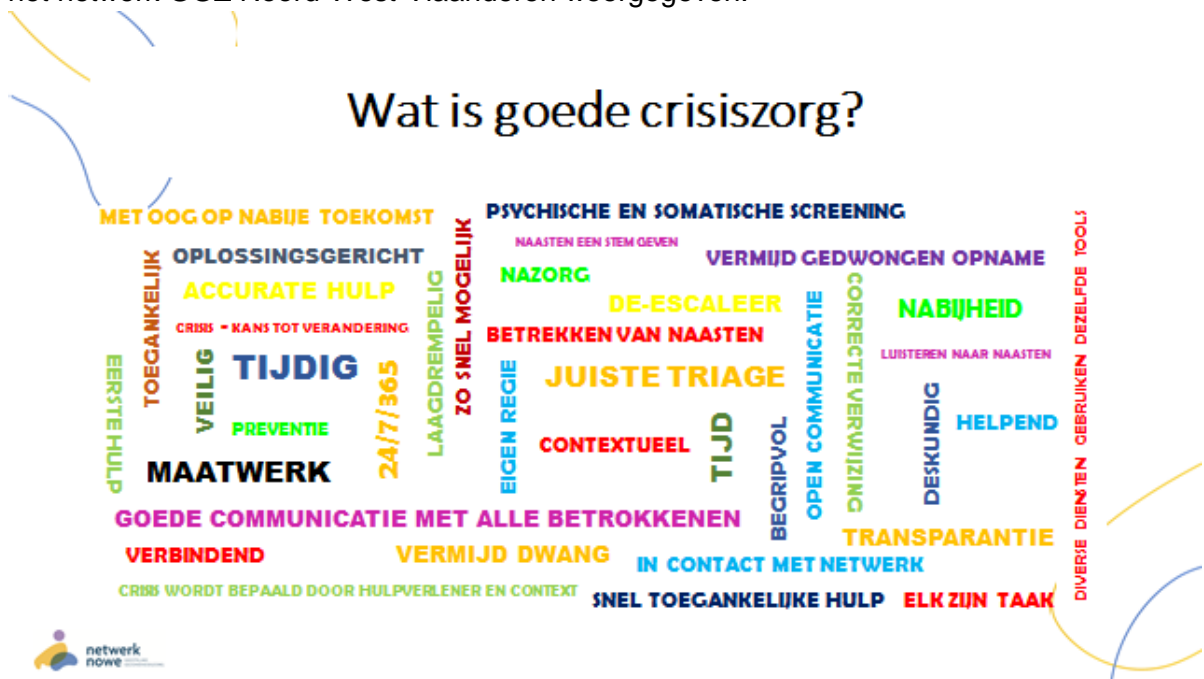 Wat is goede crisiszorg?
MET OOG OP NABIJE TOEKOMST
PSYCHISCHE EN SOMATISCHE SCREENING
OPLOSSINGSGERICHT
NAASTEN EEN STEM GEVEN
VERMIJD GEDWONGEN OPNAME
TOEGANKELIJK
ACCURATE HULP
LAAGDREMPELIG
ZO SNEL MOGELIJK
NAZORG
DE-ESCALEER
NABIJHEID
CRISIS = KANS TOT VERANDERING
BETREKKEN VAN NAASTEN
OPEN COMMUNICATIE
CORRECTE VERWIJZING
LUISTEREN NAAR NAASTEN
EERSTE HULP
VEILIG
TIJDIG
24/7/365
EIGEN REGIE
JUISTE TRIAGE
DESKUNDIG
HELPEND
PREVENTIE
CONTEXTUEEL
TIJD
BEGRIPVOL
MAATWERK
GOEDE COMMUNICATIE MET ALLE BETROKKENEN
TRANSPARANTIE
VERBINDEND
VERMIJD DWANG
IN CONTACT MET NETWERK
CRISIS WORDT BEPAALD DOOR HULPVERLENER EN CONTEXT
SNEL TOEGANKELIJKE HULP
ELK ZIJN TAAK
DIVERSE DIENSTEN GEBRUIKEN DEZELFDE TOOLS
netwerk
nowe